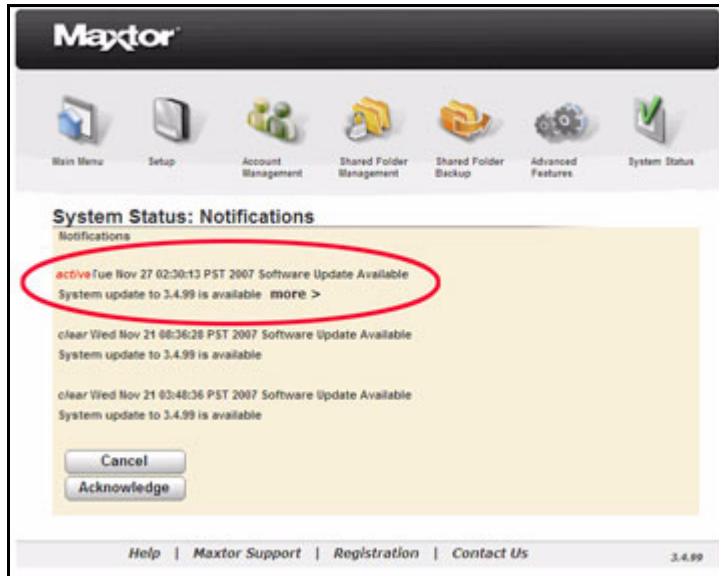 Maxtor
Main Menu
Setup
Account Management
Shared Folder Management
Shared Folder Backup
Advanced Features
System Status
System Status: Notifications
Notifications
active Tue Nov 27 02:30:13 PST 2007 Software Update Available
System update to 3.4.99 is available more >
clear Wed Nov 21 08:36:28 PST 2007 Software Update Available
System update to 3.4.99 is available
clear Wed Nov 21 03:48:36 PST 2007 Software Update Available
System update to 3.4.99 is available
Cancel
Acknowledge
Help | Maxtor Support | Registration | Contact Us
3.4.99